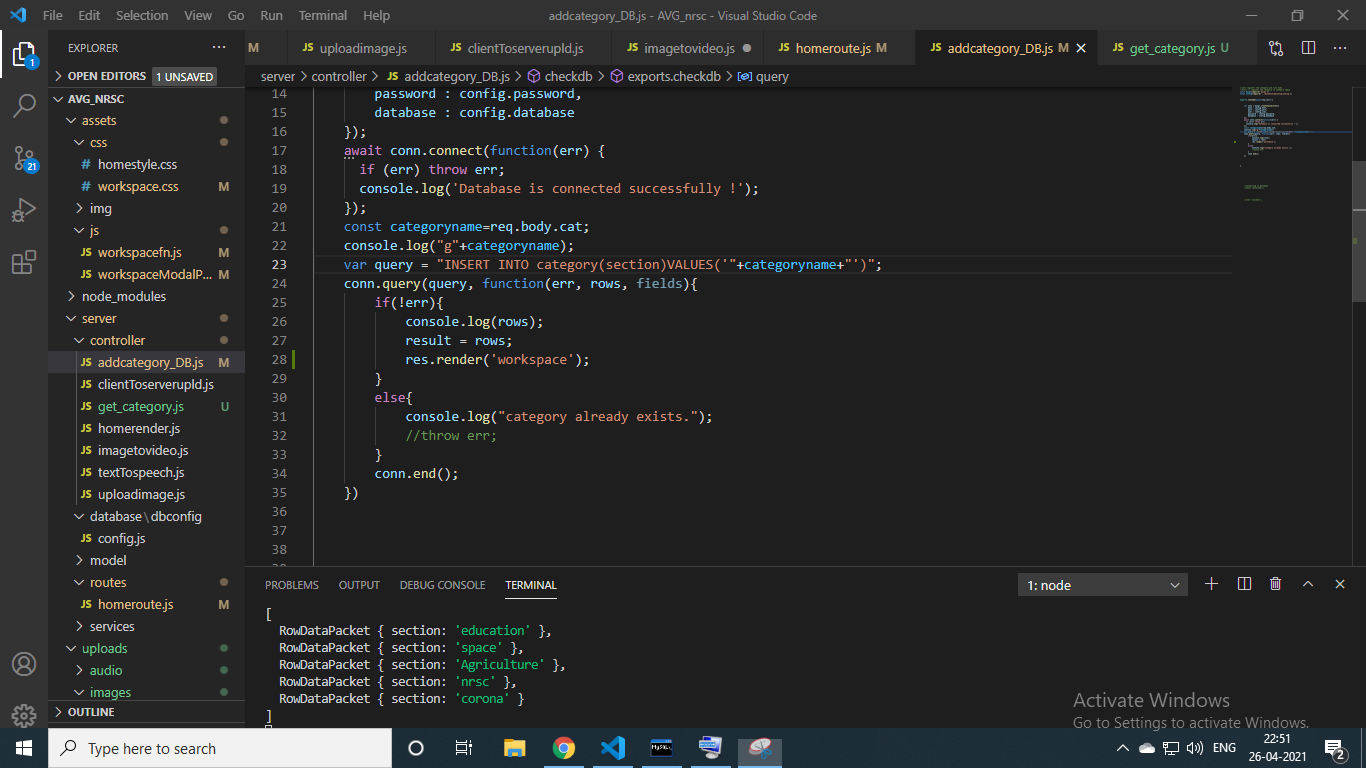 File Edit Selection View Go Run Terminal Help addcategory_DB.js - AVG_nrsc - Visual Studio Code
EXPLORER ... M JS uploadimage.js JS clientToserverupld.js JS imagetovideo.js JS homeroute.js M JS addcategory_DB.js M JS get_category.js U
OPEN EDITORS 1 UNSAVED
server > controller > JS addcategory_DB.js > checkdb > exports.checkdb > query
AVG_NRSC
assets
css
# homestyle.css
# workspace.css M
img
js
JS workspacefn.js M
JS workspaceModalP... M
node_modules
server
controller
JS addcategory_DB.js M
JS clientToserverupld.js
JS get_category.js U
JS homerender.js
JS imagetovideo.js
JS textTospeech.js
JS uploadimage.js
database\dbconfig
JS config.js
model
routes
JS homeroute.js M
services
uploads
audio
images
OUTLINE
1
21
14 password : config.password,
15 database : config.database
16 });
17 await conn.connect(function(err) {
18 if (err) throw err;
19 console.log('Database is connected successfully !');
20 });
21 const categoryname=req.body.cat;
22 console.log("g"+categoryname);
23 var query = "INSERT INTO category(section)VALUES('"+categoryname+"')";
24 conn.query(query, function(err, rows, fields){
25 if(!err){
26 console.log(rows);
27 result = rows;
28 res.render('workspace');
29 }
30 else{
31 console.log("category already exists.");
32 //throw err;
33 }
34 conn.end();
35 })
36
37
38
PROBLEMS OUTPUT DEBUG CONSOLE TERMINAL 1: node
[
RowDataPacket { section: 'education' },
RowDataPacket { section: 'space' },
RowDataPacket { section: 'Agriculture' },
RowDataPacket { section: 'nrsc' },
RowDataPacket { section: 'corona' }
]
Activate Windows
Go to Settings to activate Windows.
Type here to search
ENG
22:51
26-04-2021
2